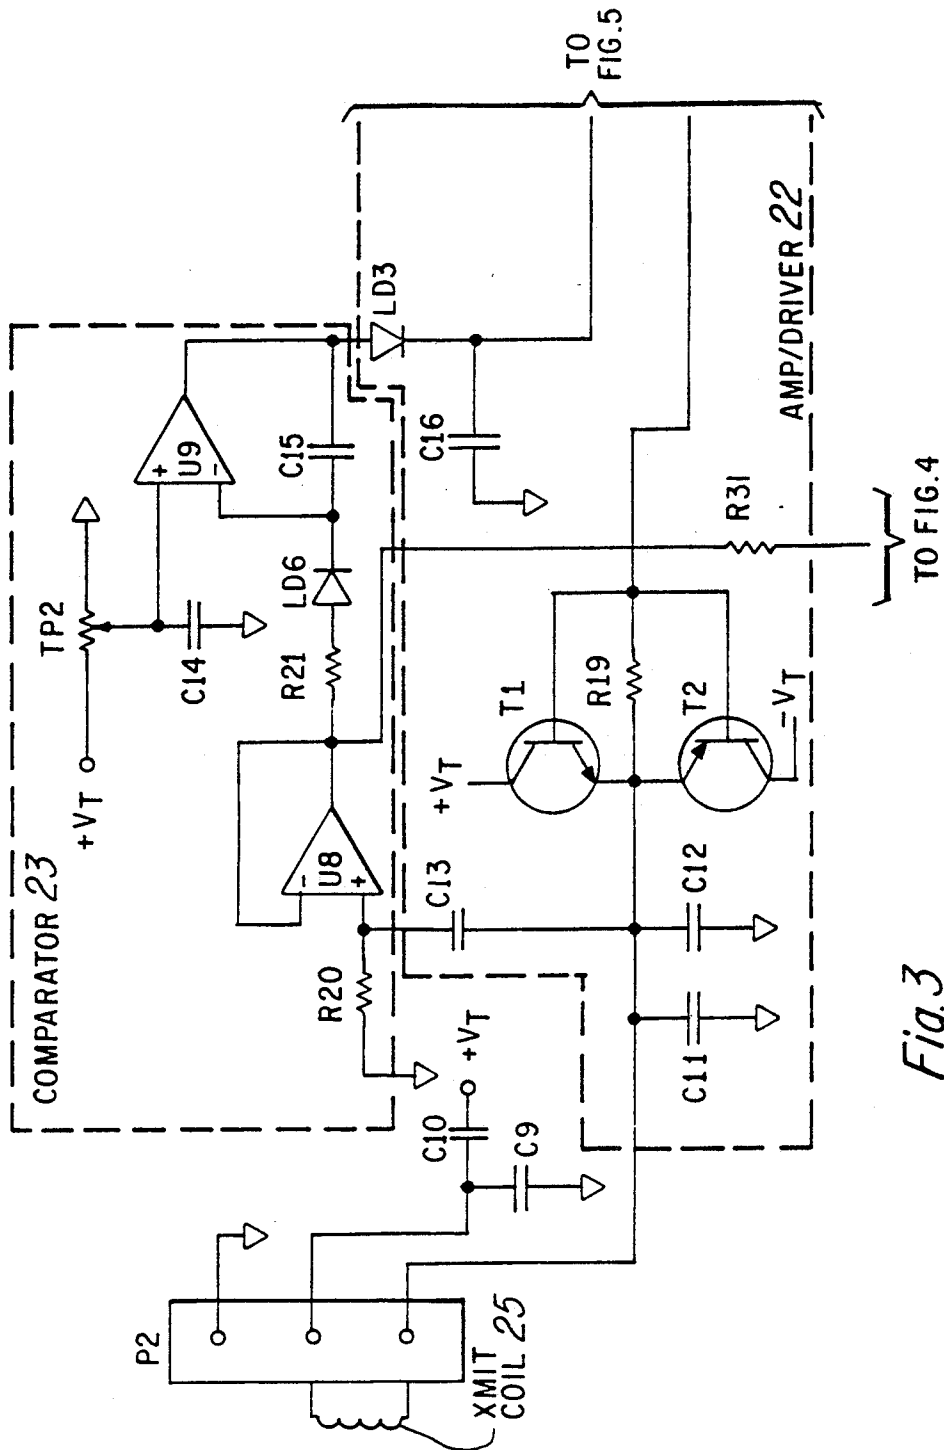 COMPARATOR 23
+VT
TP2
C14
+
U9
-
R21
LD6
C15
LD3
-
U8
+
R20
C13
C16
TO
FIG.5
P2
XMIT
COIL 25
C10
+VT
C9
+VT
T1
R19
T2
-VT
C11
C12
R31
AMP/DRIVER 22
TO FIG.4
Fig.3